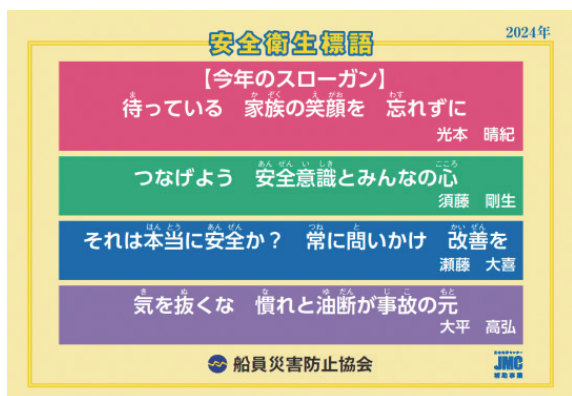 2024年
安全衛生標語
【今年のスローガン】
待っている 家族の笑顔を 忘れずに
光本 晴紀
つなげよう 安全意識とみんなの心
須藤 剛生
それは本当に安全か? 常に問いかけ 改善を
瀬藤 大喜
気を抜くな 慣れと油断が事故の元
大平 高弘
船員災害防止協会
JMC
補助事業